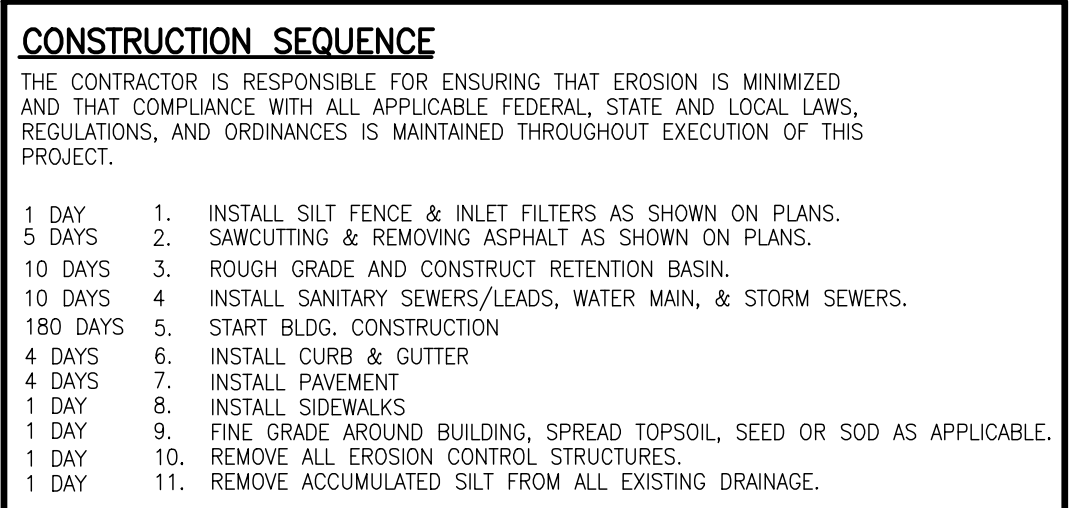 CONSTRUCTION SEQUENCE
THE CONTRACTOR IS RESPONSIBLE FOR ENSURING THAT EROSION IS MINIMIZED
AND THAT COMPLIANCE WITH ALL APPLICABLE FEDERAL, STATE AND LOCAL LAWS,
REGULATIONS, AND ORDINANCES IS MAINTAINED THROUGHOUT EXECUTION OF THIS
PROJECT.
1 DAY 1. INSTALL SILT FENCE & INLET FILTERS AS SHOWN ON PLANS.
5 DAYS 2. SAWCUTTING & REMOVING ASPHALT AS SHOWN ON PLANS.
10 DAYS 3. ROUGH GRADE AND CONSTRUCT RETENTION BASIN.
10 DAYS 4 INSTALL SANITARY SEWERS/LEADS, WATER MAIN, & STORM SEWERS.
180 DAYS 5. START BLDG. CONSTRUCTION
4 DAYS 6. INSTALL CURB & GUTTER
4 DAYS 7. INSTALL PAVEMENT
1 DAY 8. INSTALL SIDEWALKS
1 DAY 9. FINE GRADE AROUND BUILDING, SPREAD TOPSOIL, SEED OR SOD AS APPLICABLE.
1 DAY 10. REMOVE ALL EROSION CONTROL STRUCTURES.
1 DAY 11. REMOVE ACCUMULATED SILT FROM ALL EXISTING DRAINAGE.